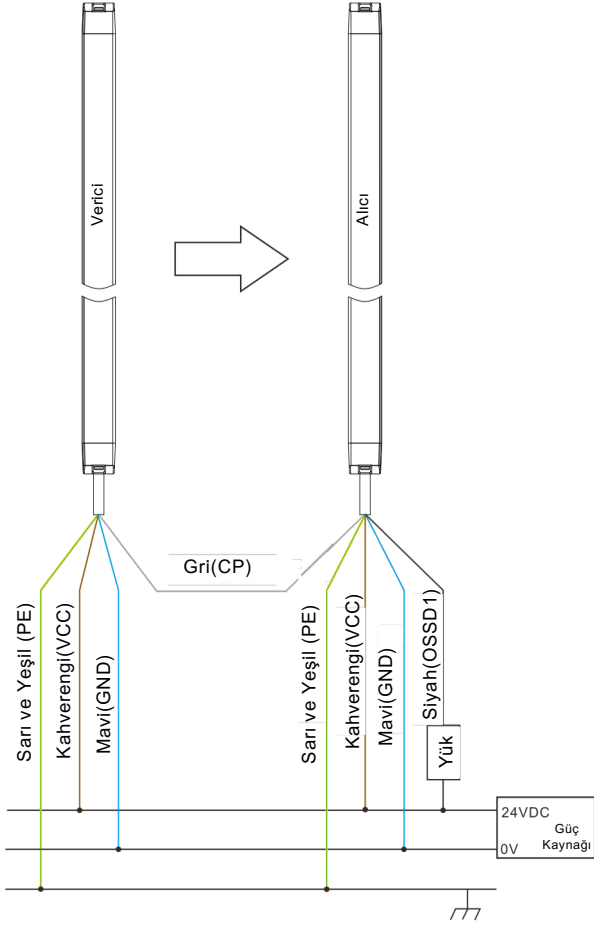 Verici
Alıcı
Gri(CP)
Sarı ve Yeşil (PE)
Kahverengi(VCC)
Mavi(GND)
Sarı ve Yeşil (PE)
Kahverengi(VCC)
Mavi(GND)
Siyah(OSSD1)
Yük
24VDC
Güç
Kaynağı
0V